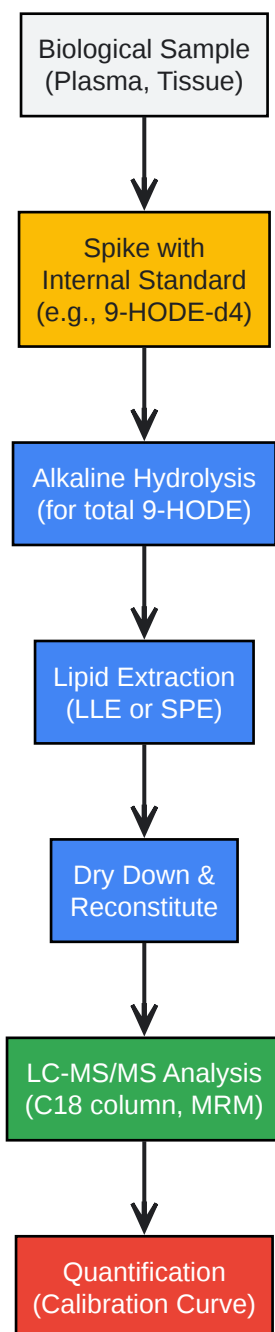 Biological Sample
(Plasma, Tissue)
Spike with
Internal Standard
(e.g., 9-HODE-d4)
Alkaline Hydrolysis
(for total 9-HODE)
Lipid Extraction
(LLE or SPE)
Dry Down &
Reconstitute
LC-MS/MS Analysis
(C18 column, MRM)
Quantification
(Calibration Curve)